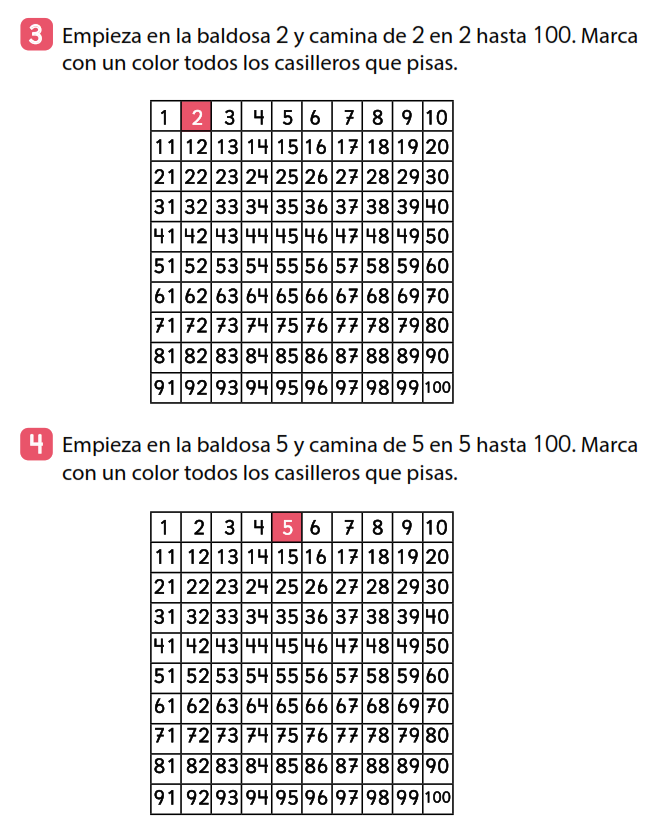 3 Empieza en la baldosa 2 y camina de 2 en 2 hasta 100. Marca
con un color todos los casilleros que pisas.
1 2 3 4 5 6 7 8 9 10
11 12 13 14 15 16 17 18 19 20
21 22 23 24 25 26 27 28 29 30
31 32 33 34 35 36 37 38 39 40
41 42 43 44 45 46 47 48 49 50
51 52 53 54 55 56 57 58 59 60
61 62 63 64 65 66 67 68 69 70
71 72 73 74 75 76 77 78 79 80
81 82 83 84 85 86 87 88 89 90
91 92 93 94 95 96 97 98 99 100
4 Empieza en la baldosa 5 y camina de 5 en 5 hasta 100. Marca
con un color todos los casilleros que pisas.
1 2 3 4 5 6 7 8 9 10
11 12 13 14 15 16 17 18 19 20
21 22 23 24 25 26 27 28 29 30
31 32 33 34 35 36 37 38 39 40
41 42 43 44 45 46 47 48 49 50
51 52 53 54 55 56 57 58 59 60
61 62 63 64 65 66 67 68 69 70
71 72 73 74 75 76 77 78 79 80
81 82 83 84 85 86 87 88 89 90
91 92 93 94 95 96 97 98 99 100